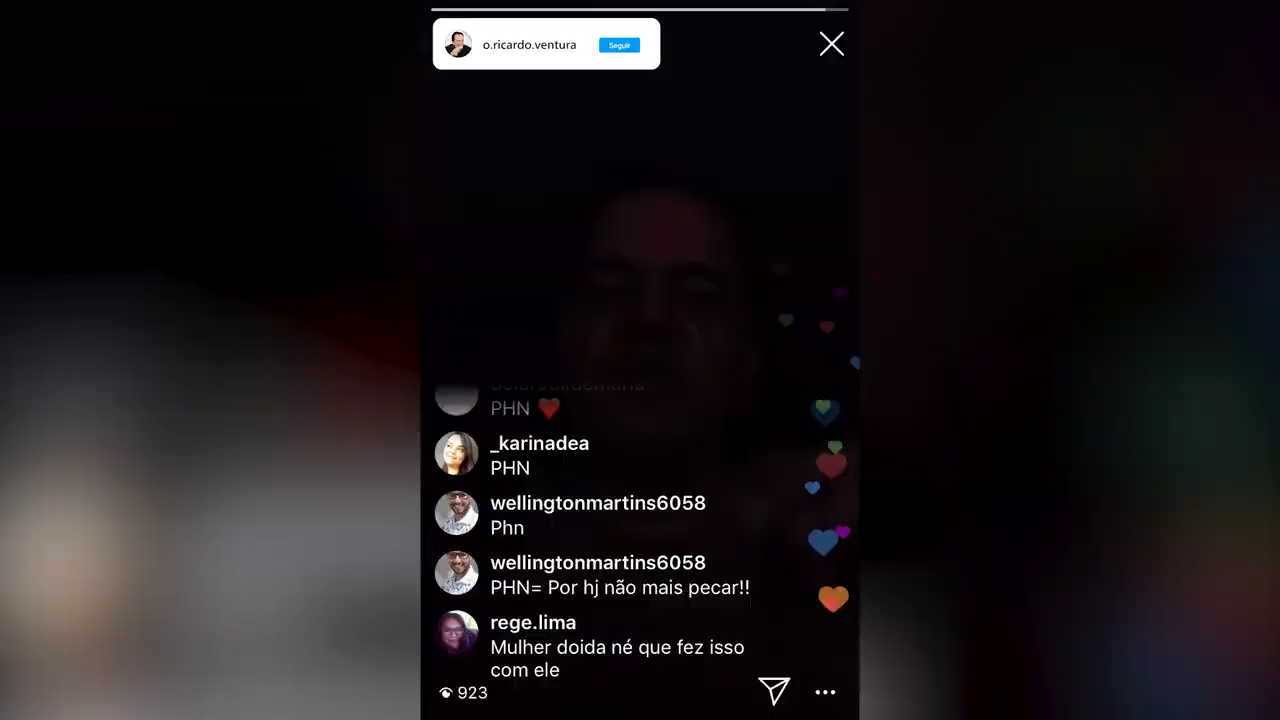 o.ricardo.ventura
Seguir
PHN ❤️
_karinadea
PHN
wellingtonmartins6058
Phn
wellingtonmartins6058
PHN= Por hj não mais pecar!!
rege.lima
Mulher doida né que fez isso
com ele
923